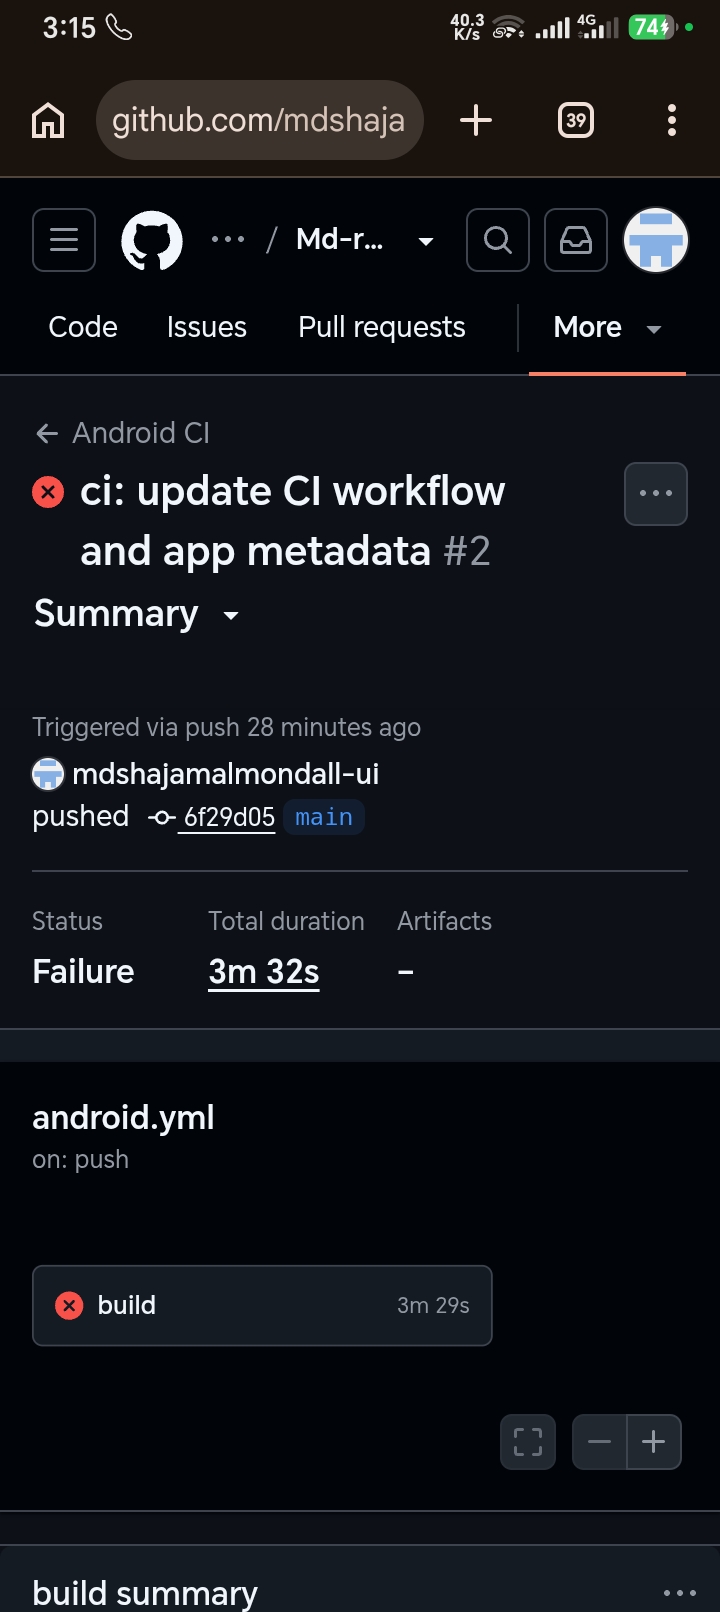 3:15
40.3
K/s
4G
74
github.com/mdshaja
39
... / Md-r...
Code
Issues
Pull requests
More
Android CI
ci: update CI workflow
and app metadata #2
Summary
Triggered via push 28 minutes ago
mdshajamalmondall-ui
pushed 6f29d05 main
Status
Total duration
Artifacts
Failure
3m 32s
–
android.yml
on: push
build
3m 29s
build summary